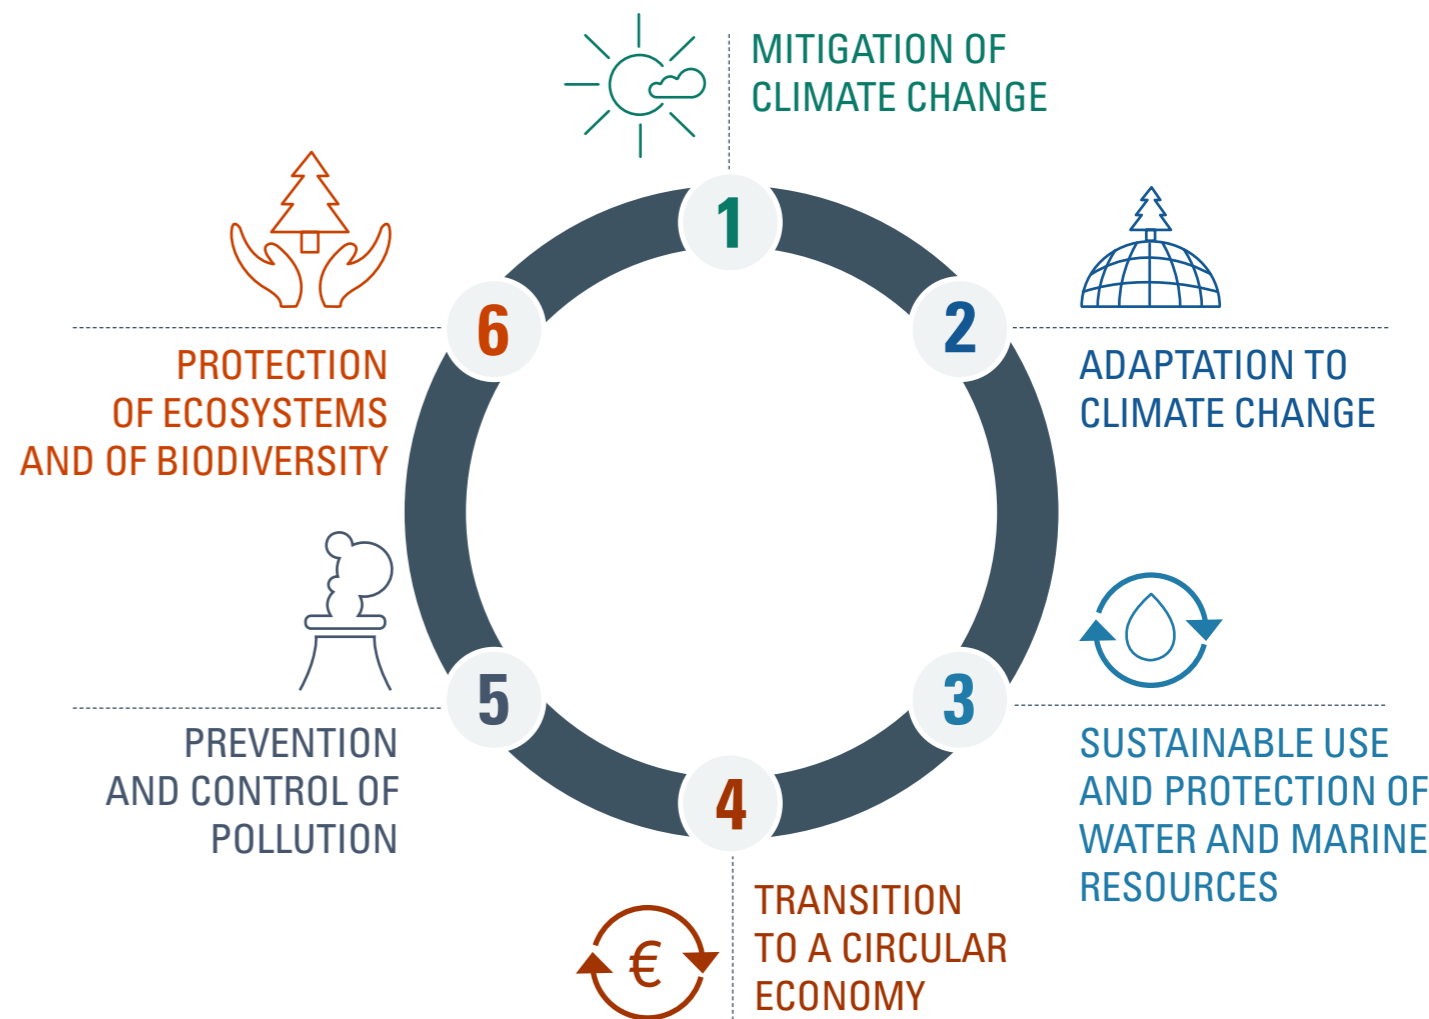 MITIGATION OF
CLIMATE CHANGE
1
2
ADAPTATION TO
CLIMATE CHANGE
3
SUSTAINABLE USE
AND PROTECTION OF
WATER AND MARINE
RESOURCES
4
€
TRANSITION
TO A CIRCULAR
ECONOMY
5
PREVENTION
AND CONTROL OF
POLLUTION
6
PROTECTION
OF ECOSYSTEMS
AND OF BIODIVERSITY